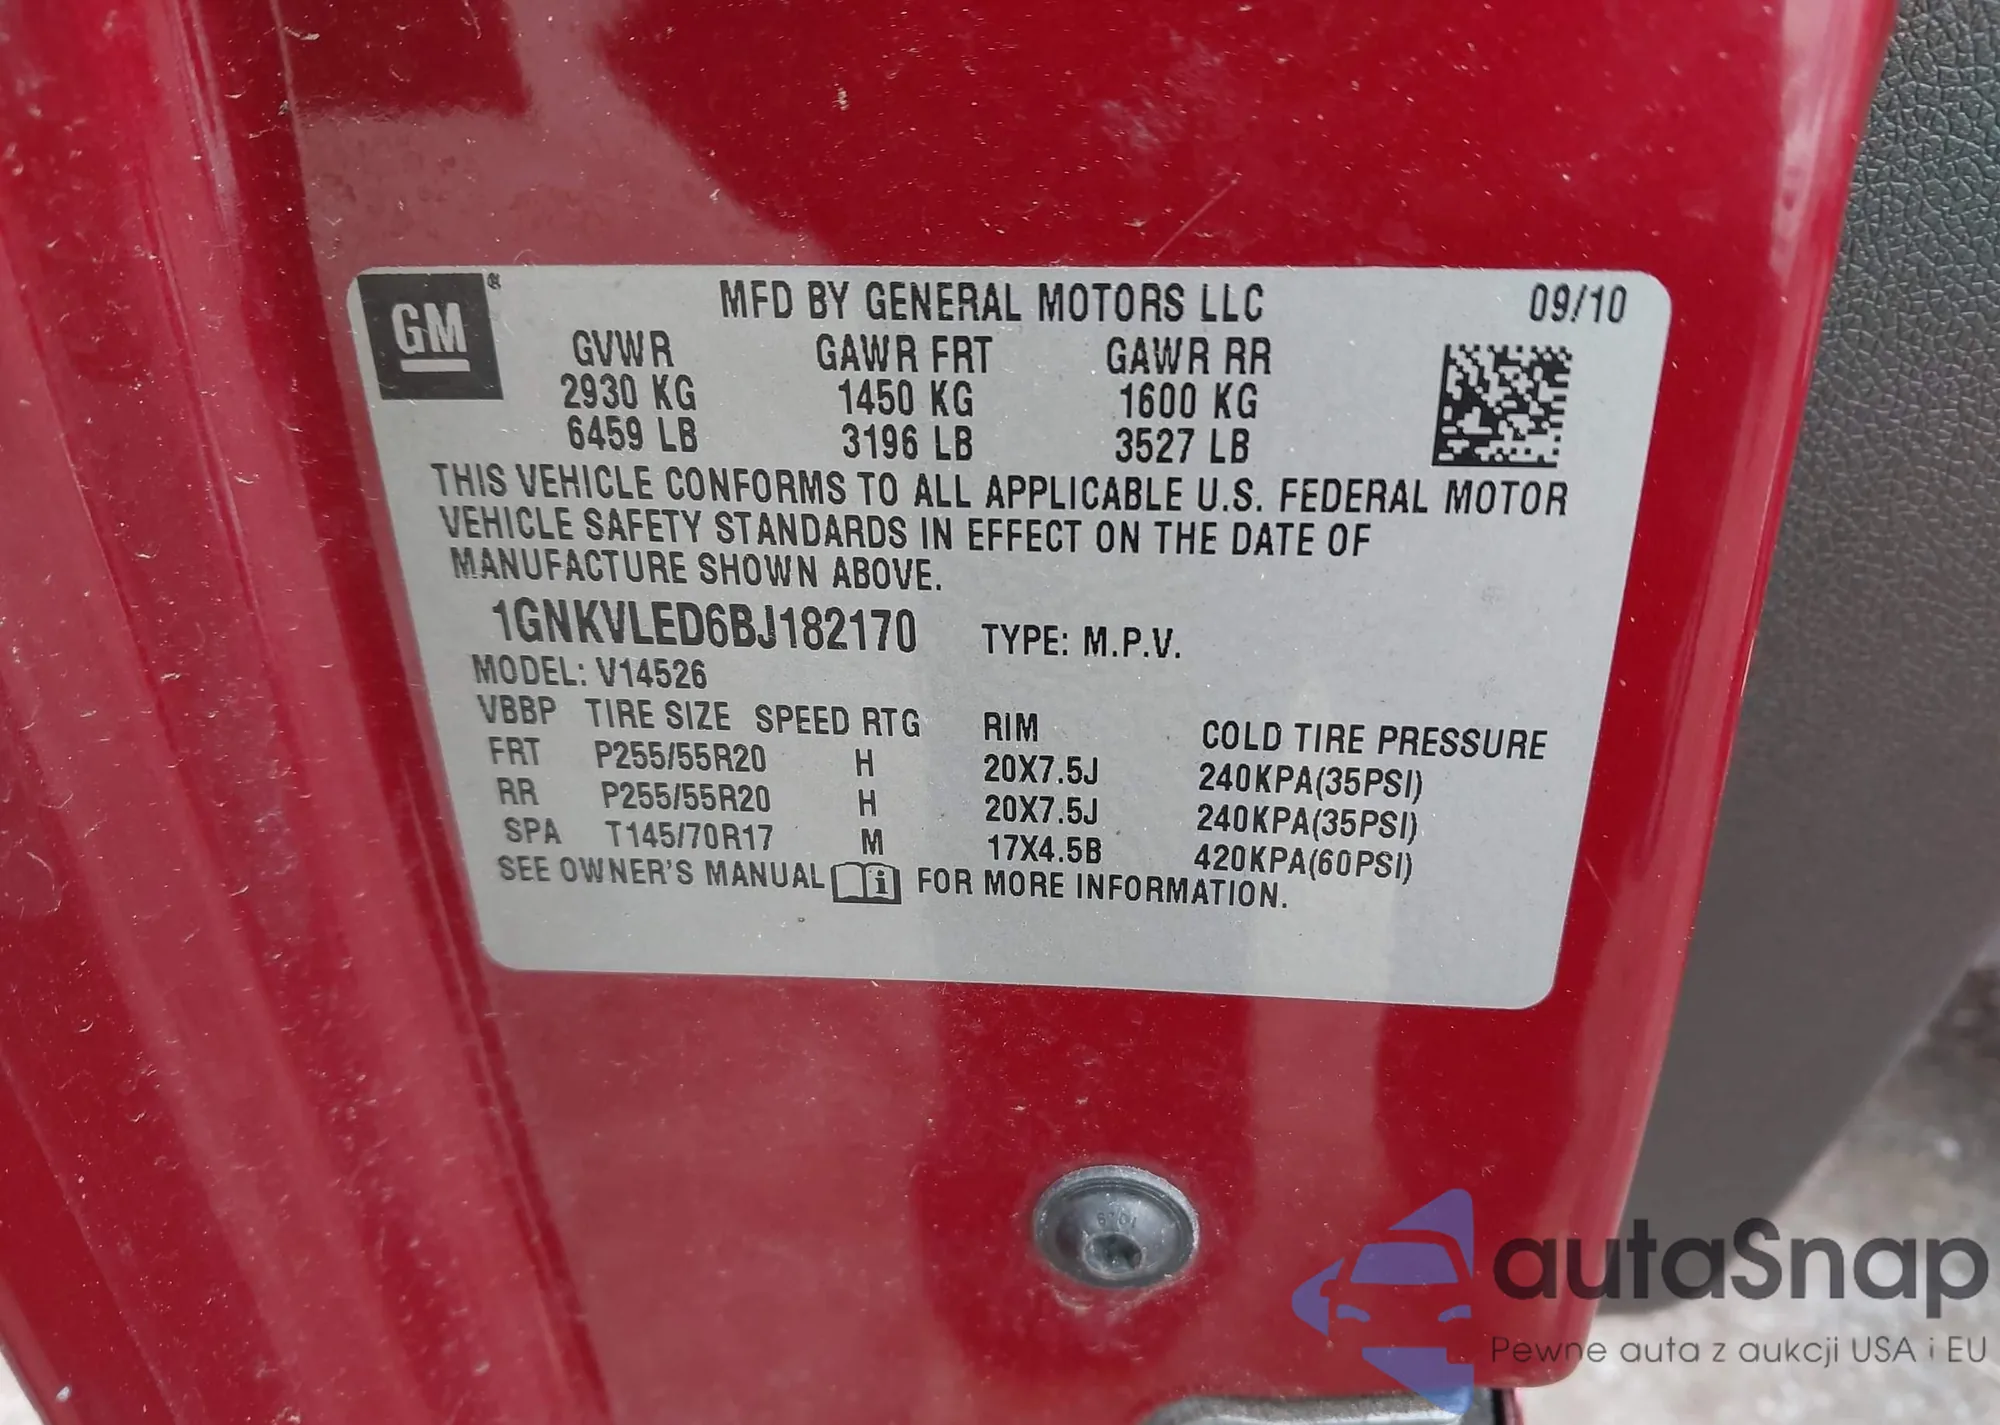 GM®
MFD BY GENERAL MOTORS LLC 09/10
GVWR GAWR FRT GAWR RR
2930 KG 1450 KG 1600 KG
6459 LB 3196 LB 3527 LB
THIS VEHICLE CONFORMS TO ALL APPLICABLE U.S. FEDERAL MOTOR
VEHICLE SAFETY STANDARDS IN EFFECT ON THE DATE OF
MANUFACTURE SHOWN ABOVE.
1GNKVLED6BJ182170 TYPE: M.P.V.
MODEL: V14526
VBBP TIRE SIZE SPEED RTG RIM COLD TIRE PRESSURE
FRT P255/55R20 H 20X7.5J 240KPA(35PSI)
RR P255/55R20 H 20X7.5J 240KPA(35PSI)
SPA T145/70R17 M 17X4.5B 420KPA(60PSI)
SEE OWNER'S MANUAL i FOR MORE INFORMATION.
autaSnap
Pewne auta z aukcji USA i EU